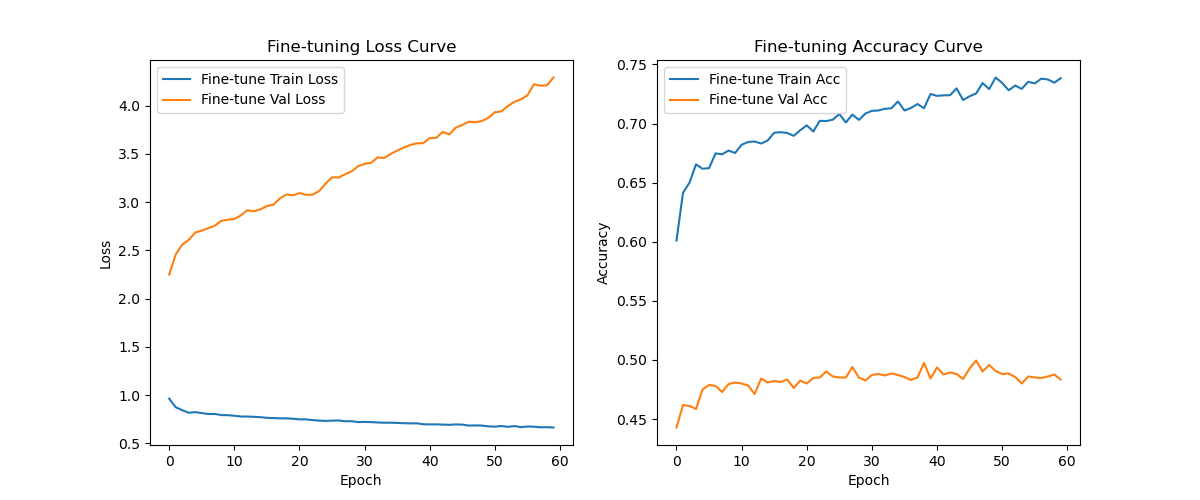 Fine-tuning Loss Curve
Fine-tune Train Loss
Fine-tune Val Loss
4.0
3.5
3.0
2.5
2.0
1.5
1.0
0.5
Loss
0 10 20 30 40 50 60
Epoch
Fine-tuning Accuracy Curve
Fine-tune Train Acc
Fine-tune Val Acc
0.75
0.70
0.65
0.60
0.55
0.50
0.45
Accuracy
0 10 20 30 40 50 60
Epoch